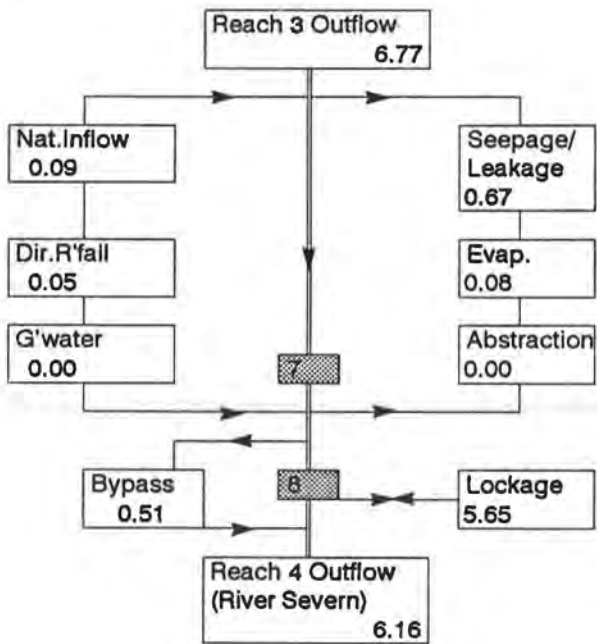 Reach 3 Outflow
6.77
Nat.Inflow
0.09
Seepage/
Leakage
0.67
Dir.R'fall
0.05
Evap.
0.08
G'water
0.00
Abstraction
0.00
7
8
Bypass
0.51
Lockage
5.65
Reach 4 Outflow
(River Severn)
6.16